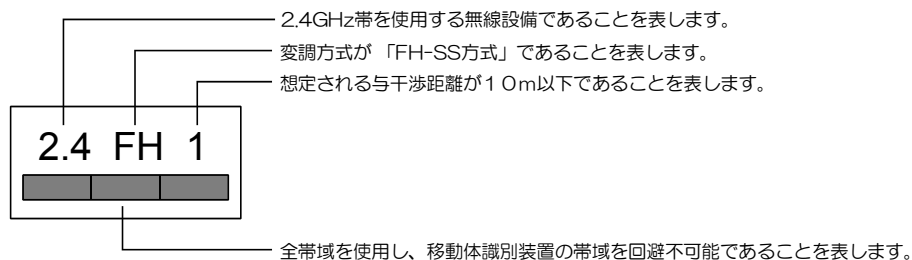 2.4GHz帯を使用する無線設備であることを表します。
変調方式が「FH-SS方式」であることを表します。
想定される与干渉距離が１０m以下であることを表します。
2.4 FH 1
全帯域を使用し、移動体識別装置の帯域を回避不可能であることを表します。